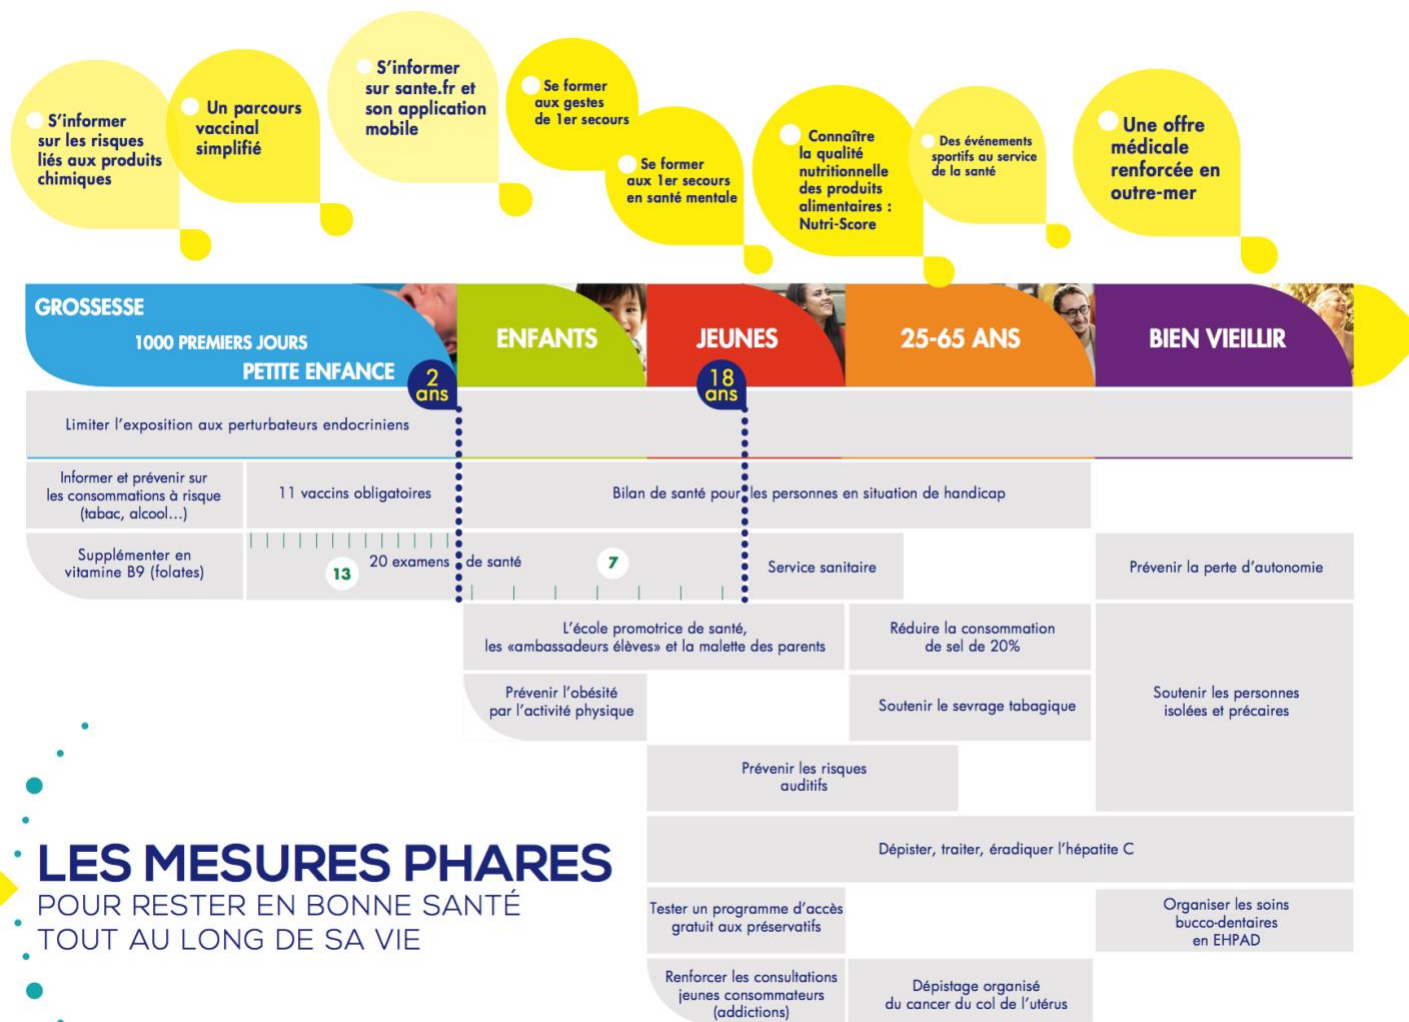 S'informer
sur les risques
liés aux produits
chimiques
Un parcours
vaccinal
simplifié
S'informer
sur sante.fr et
son application
mobile
Se former
aux gestes
de 1er secours
Se former
aux 1er secours
en santé mentale
Connaître
la qualité
nutritionnelle
des produits
alimentaires :
Nutri-Score
Des événements
sportifs au service
de la santé
Une offre
médicale
renforcée en
outre-mer
GROSSESSE
1000 PREMIERS JOURS
PETITE ENFANCE
2
ans
ENFANTS
JEUNES
18
ans
25-65 ANS
BIEN VIEILLIR
Limiter l'exposition aux perturbateurs endocriniens
Informer et prévenir sur
les consommations à risque
(tabac, alcool…)
11 vaccins obligatoires
Bilan de santé pour les personnes en situation de handicap
Supplémenter en
vitamine B9 (folates)
13
20 examens de santé
7
Service sanitaire
Prévenir la perte d'autonomie
L'école promotrice de santé,
les «ambassadeurs élèves» et la malette des parents
Réduire la consommation
de sel de 20%
Prévenir l'obésité
par l'activité physique
Soutenir le sevrage tabagique
Soutenir les personnes
isolées et précaires
Prévenir les risques
auditifs
Dépister, traiter, éradiquer l'hépatite C
LES MESURES PHARES
POUR RESTER EN BONNE SANTÉ
TOUT AU LONG DE SA VIE
Tester un programme d'accès
gratuit aux préservatifs
Organiser les soins
bucco-dentaires
en EHPAD
Renforcer les consultations
jeunes consommateurs
(addictions)
Dépistage organisé
du cancer du col de l'utérus